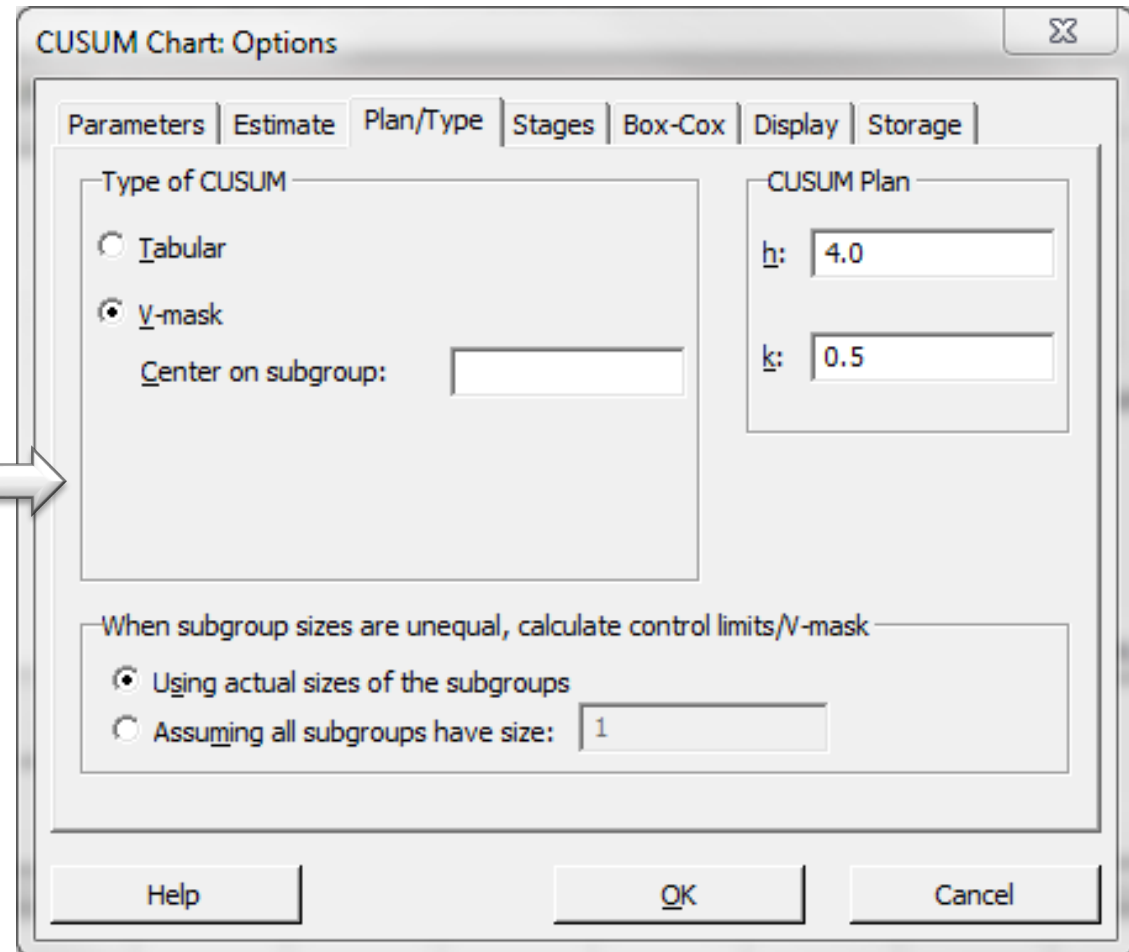 CUSUM Chart: Options
Parameters Estimate Plan/Type Stages Box-Cox Display Storage
Type of CUSUM
Tabular
V-mask
Center on subgroup:
CUSUM Plan
h: 4.0
k: 0.5
When subgroup sizes are unequal, calculate control limits/V-mask
Using actual sizes of the subgroups
Assuming all subgroups have size: 1
Help OK Cancel